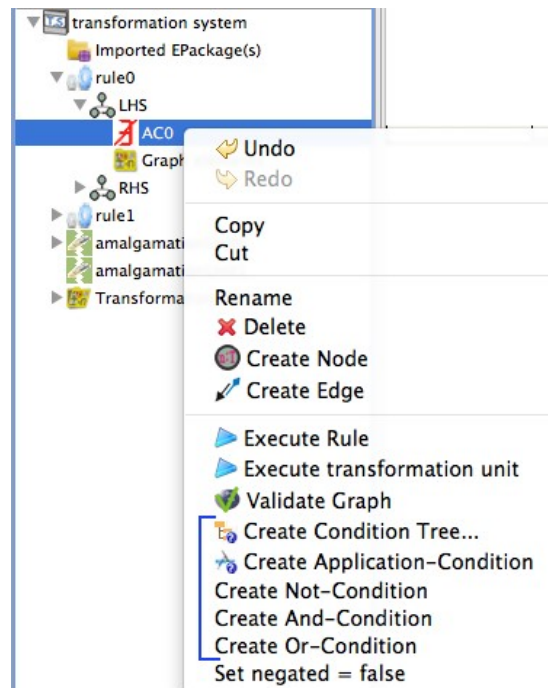 transformation system
Imported EPackage(s)
rule0
LHS
AC0
Graph
RHS
rule1
amalgamati
amalgamati
Transforma
Undo
Redo
Copy
Cut
Rename
Delete
Create Node
Create Edge
Execute Rule
Execute transformation unit
Validate Graph
Create Condition Tree...
Create Application-Condition
Create Not-Condition
Create And-Condition
Create Or-Condition
Set negated = false